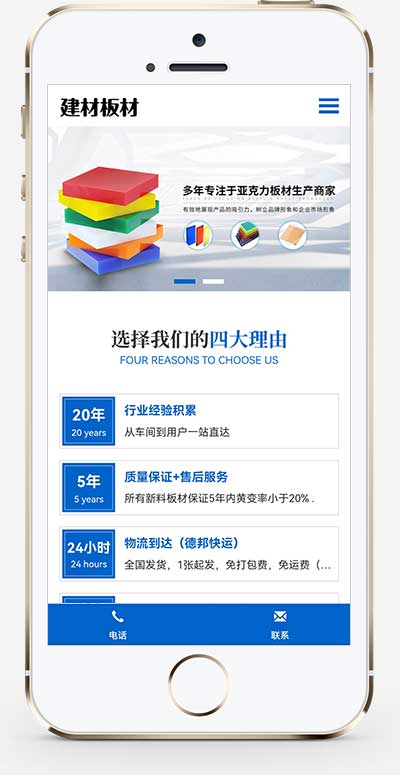 建材板材
多年专注于亚克力板材生产商家
有效地展现产品的吸引力，树立品牌形象和企业市场形象
选择我们的四大理由
FOUR REASONS TO CHOOSE US
20年
20 years
行业经验积累
从车间到用户一站直达
5年
5 years
质量保证+售后服务
所有新料板材保证5年内黄变率小于20% .
24小时
24 hours
物流到达（德邦快运）
全国发货，1张起发，免打包费，免运费（...
电话
联系